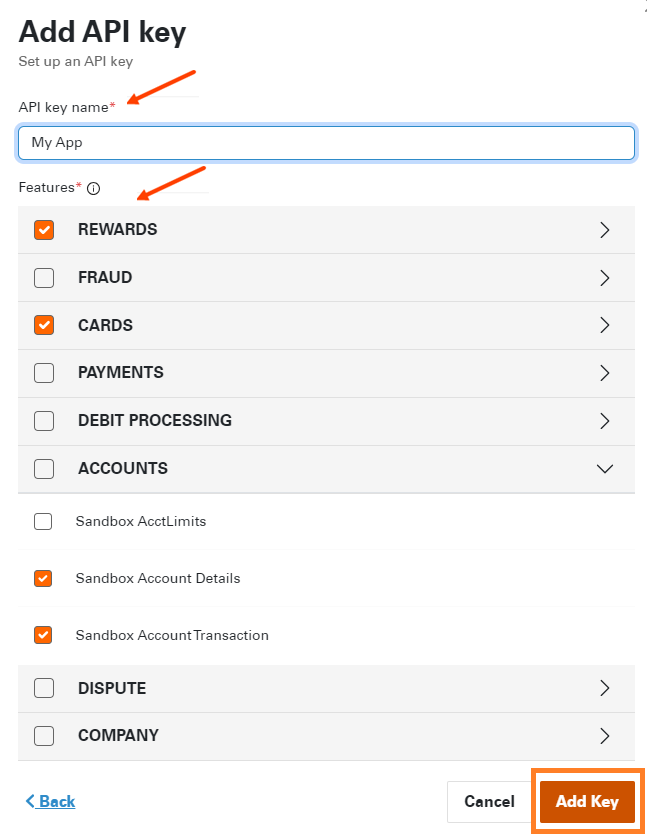 Add API key
Set up an API key
API key name*
My App
Features*
REWARDS
FRAUD
CARDS
PAYMENTS
DEBIT PROCESSING
ACCOUNTS
Sandbox AcctLimits
Sandbox Account Details
Sandbox AccountTransaction
DISPUTE
COMPANY
Back Cancel Add Key